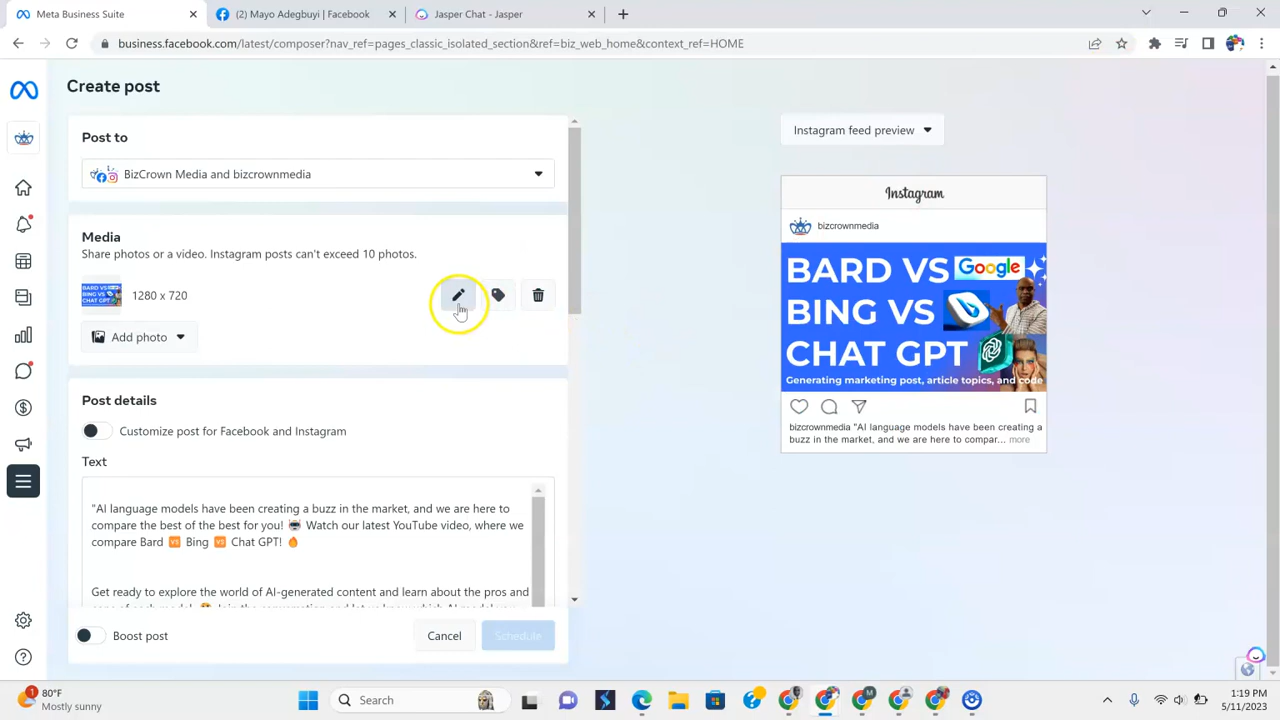 Meta Business Suite
(2) Mayo Adegbuyi | Facebook
Jasper Chat - Jasper
business.facebook.com/latest/composer?nav_ref=pages_classic_isolated_section&ref=biz_web_home&context_ref=HOME
Create post
Post to
BizCrown Media and bizcrownmedia
Media
Share photos or a video. Instagram posts can't exceed 10 photos.
1280 x 720
Add photo
Post details
Customize post for Facebook and Instagram
Text
"AI language models have been creating a buzz in the market, and we are here to
compare the best of the best for you! 🤖 Watch our latest YouTube video, where we
compare Bard 🆚 Bing 🆚 Chat GPT! 🔥
Get ready to explore the world of AI-generated content and learn about the pros and
Boost post
Cancel
Schedule
Instagram feed preview
Instagram
bizcrownmedia
BARD VS Google
BING VS
CHAT GPT
Generating marketing post, article topics, and code
bizcrownmedia "AI language models have been creating a
buzz in the market, and we are here to compar... more
80°F
Mostly sunny
Search
1:19 PM
5/11/2023